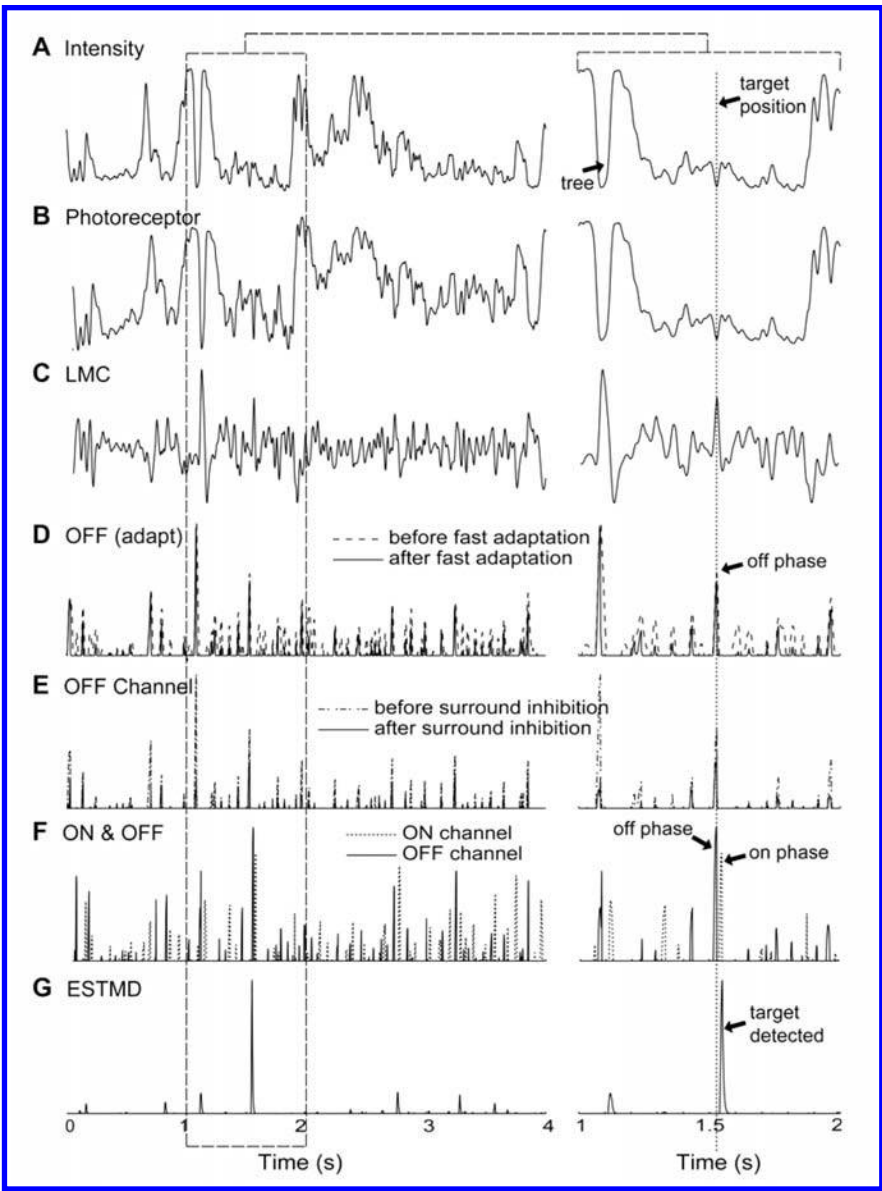 A Intensity
target
position
tree
B Photoreceptor
C LMC
D OFF (adapt)
before fast adaptation
after fast adaptation
off phase
E OFF Channel
before surround inhibition
after surround inhibition
F ON & OFF
ON channel
OFF channel
off phase
on phase
G ESTMD
target
detected
0 1 2 3 4 1 1.5 2
Time (s) Time (s)